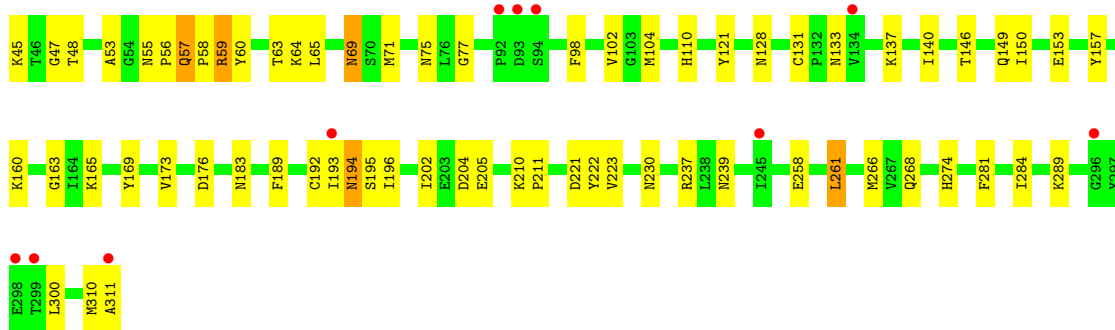 K45 T46 G47 T48 A53 G54 N55 P56 Q57 P58 R59 Y60 T63 K64 L65 N69 S70 M71 N75 L76 G77 P92 D93 S94 F98 V102 G103 M104 H110 Y121 N128 C131 P132 N133 V134 K137 I140 T146 Q149 I150 E153 Y157
K160 G163 I164 K165 Y169 V173 D176 N183 F189 C192 I193 N194 S195 I196 I202 E203 D204 E205 K210 P211 D221 Y222 V223 N230 R237 L238 N239 I245 E258 L261 M266 V267 Q268 H274 F281 I284 K289 G296 Y297
E298 T299 L300 M310 A311